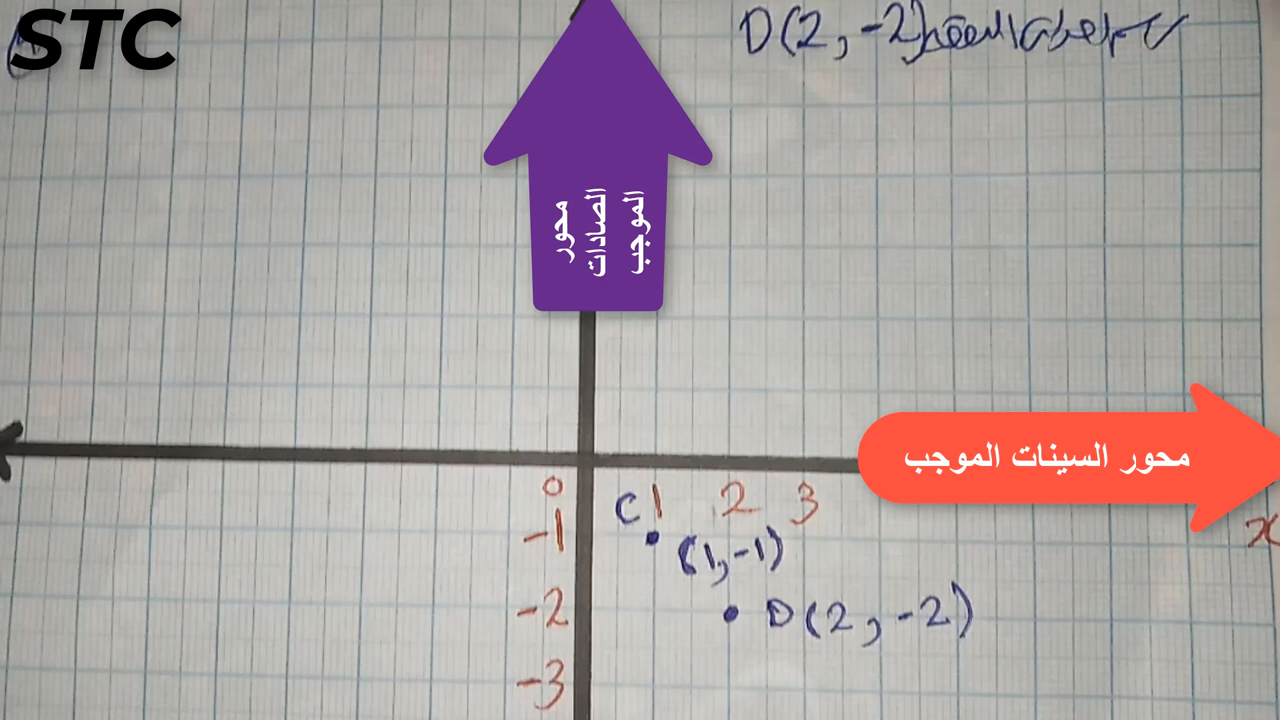 STC
D(2,-2)
محور
الصادات
الموجب
محور السينات الموجب
0
C 1 2 3
x
-1
(1,-1)
-2
D(2,-2)
-3